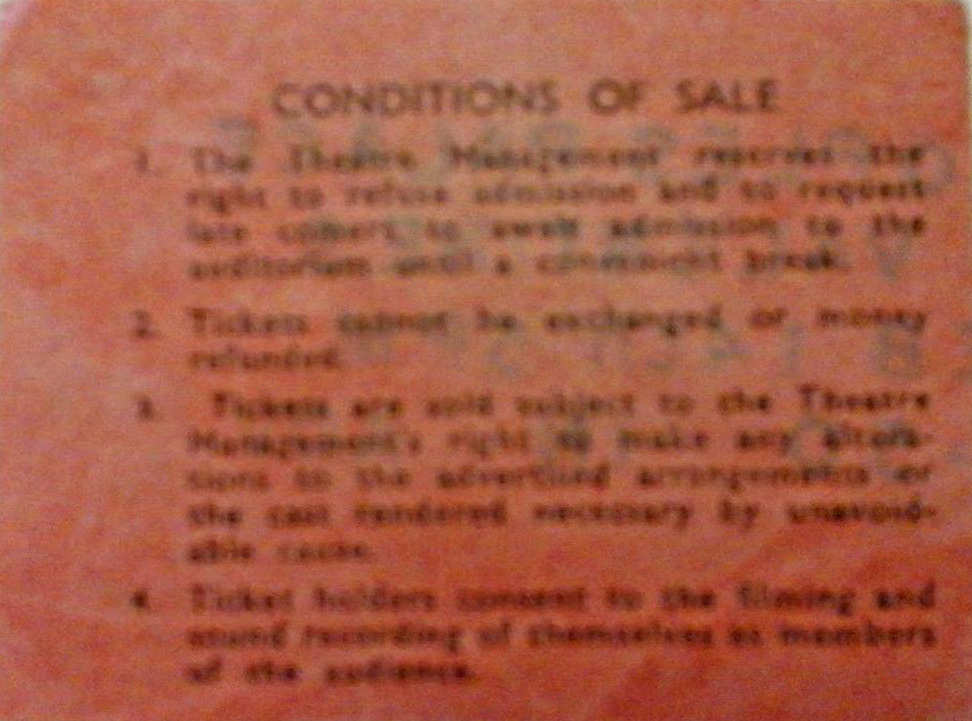 CONDITIONS OF SALE
1. The Theatre Management reserves the
right to refuse admission and to request
late comers to await admission to the
auditorium until a convenient break.
2. Tickets cannot be exchanged or money
refunded.
3. Tickets are sold subject to the Theatre
Management's right to make any altera-
tions to the advertised arrangements or
the cast rendered necessary by unavoid-
able cause.
4. Ticket holders consent to the filming and
sound recording of themselves as members
of the audience.